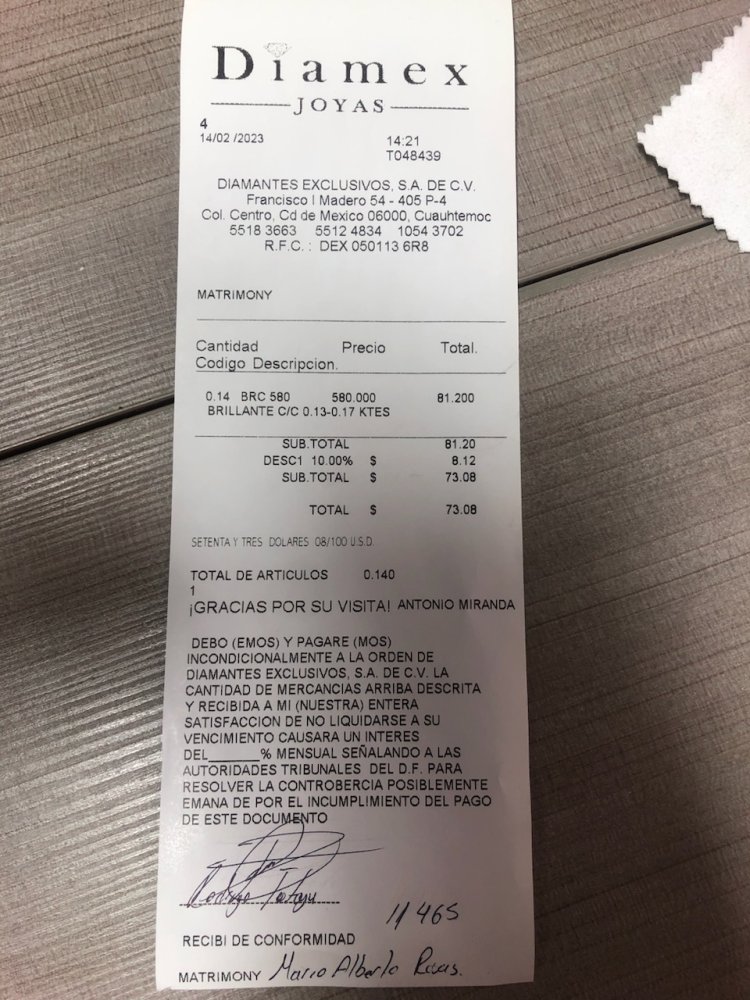 Diamex
JOYAS
4
14/02 /2023 14:21
T048439
DIAMANTES EXCLUSIVOS, S.A. DE C.V.
Francisco I Madero 54 - 405 P-4
Col. Centro, Cd de Mexico 06000, Cuauhtemoc
5518 3663 5512 4834 1054 3702
R.F.C. : DEX 050113 6R8
MATRIMONY
Cantidad Precio Total.
Codigo Descripcion.
0.14 BRC 580 580.000 81.200
BRILLANTE C/C 0.13-0.17 KTES
SUB.TOTAL 81.20
DESC1 10.00% $ 8.12
SUB.TOTAL $ 73.08
TOTAL $ 73.08
SETENTA Y TRES DOLARES 08/100 U.S.D.
TOTAL DE ARTICULOS 0.140
1
¡GRACIAS POR SU VISITA! ANTONIO MIRANDA
DEBO (EMOS) Y PAGARE (MOS)
INCONDICIONALMENTE A LA ORDEN DE
DIAMANTES EXCLUSIVOS, S.A. DE C.V. LA
CANTIDAD DE MERCANCIAS ARRIBA DESCRITA
Y RECIBIDA A MI (NUESTRA) ENTERA
SATISFACCION DE NO LIQUIDARSE A SU
VENCIMIENTO CAUSARA UN INTERES
DEL______% MENSUAL SEÑALANDO A LAS
AUTORIDADES TRIBUNALES DEL D.F. PARA
RESOLVER LA CONTROBERCIA POSIBLEMENTE
EMANA DE POR EL INCUMPLIMIENTO DEL PAGO
DE ESTE DOCUMENTO
11465
RECIBI DE CONFORMIDAD
MATRIMONY Mario Alberto Rosas.